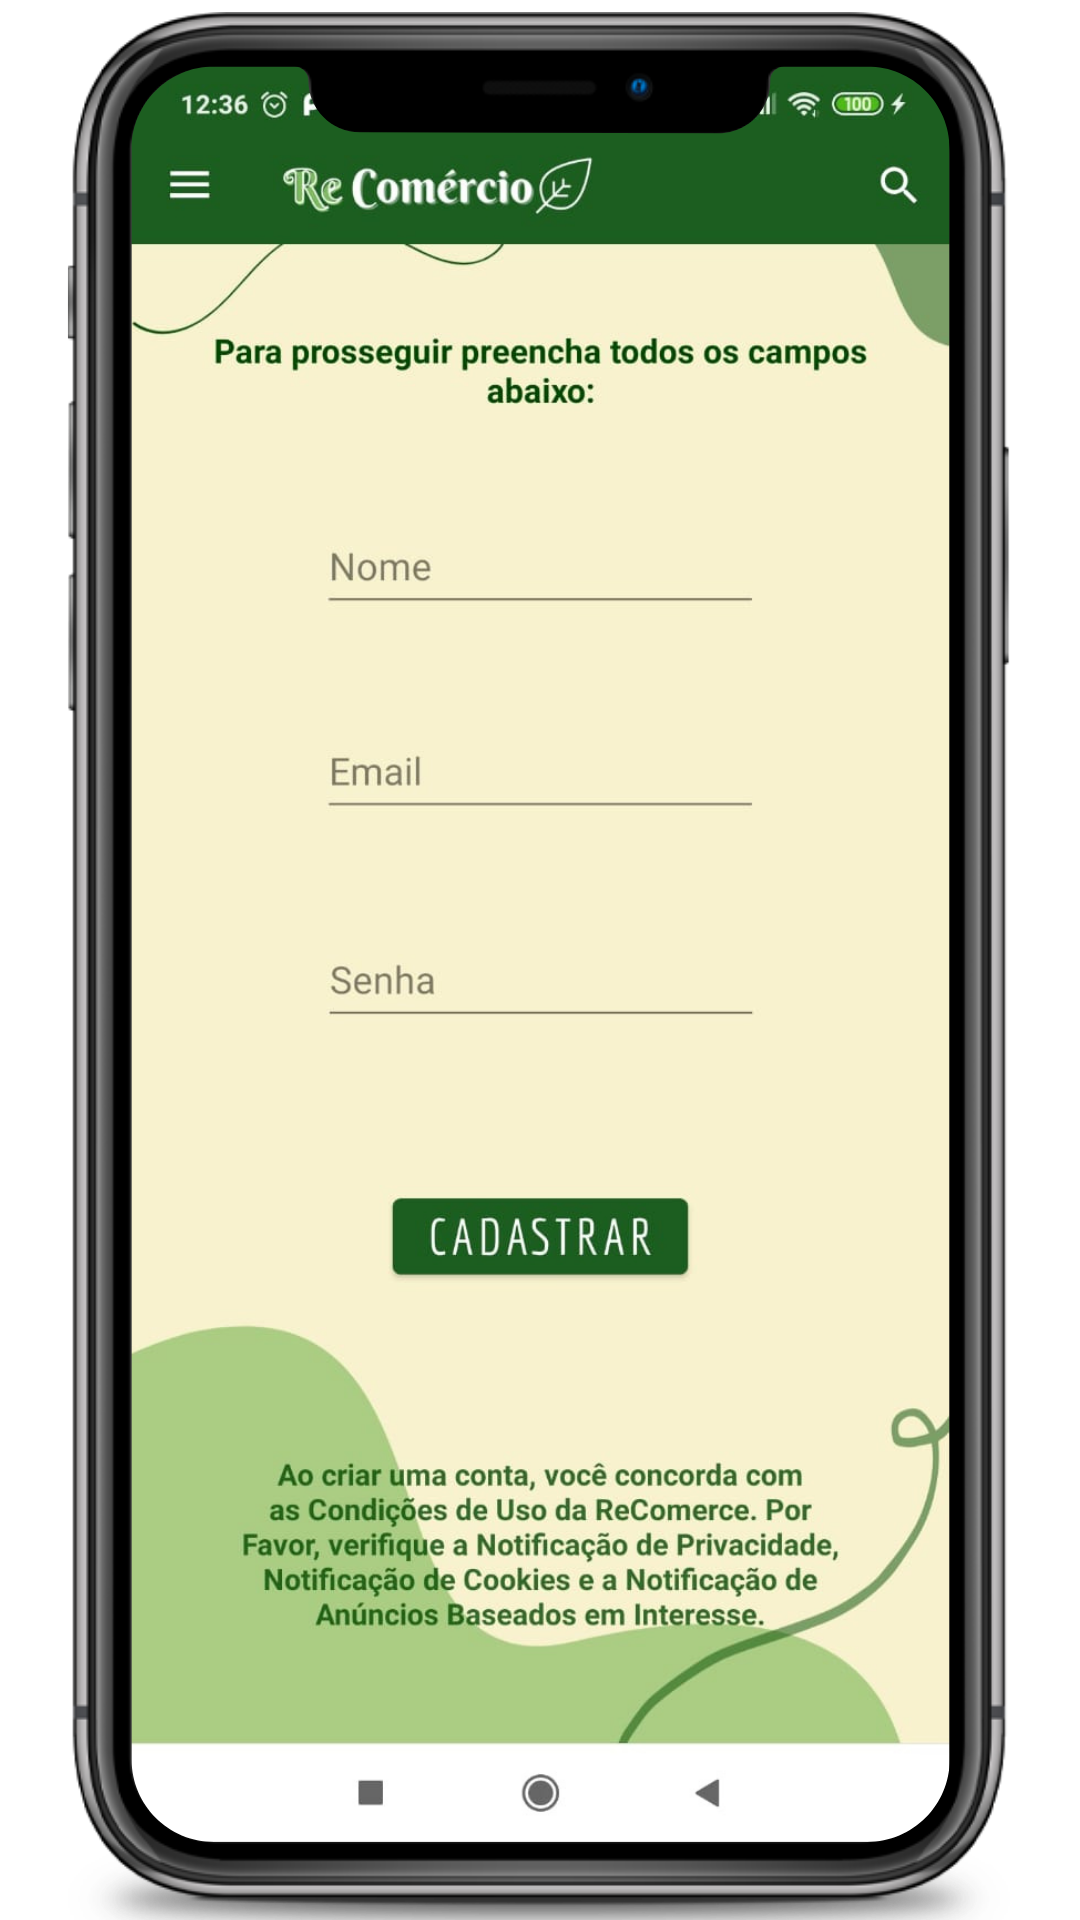 12:36
100
Re Comércio
Para prosseguir preencha todos os campos
abaixo:
Nome
Email
Senha
CADASTRAR
Ao criar uma conta, você concorda com
as Condições de Uso da ReComerce. Por
Favor, verifique a Notificação de Privacidade,
Notificação de Cookies e a Notificação de
Anúncios Baseados em Interesse.